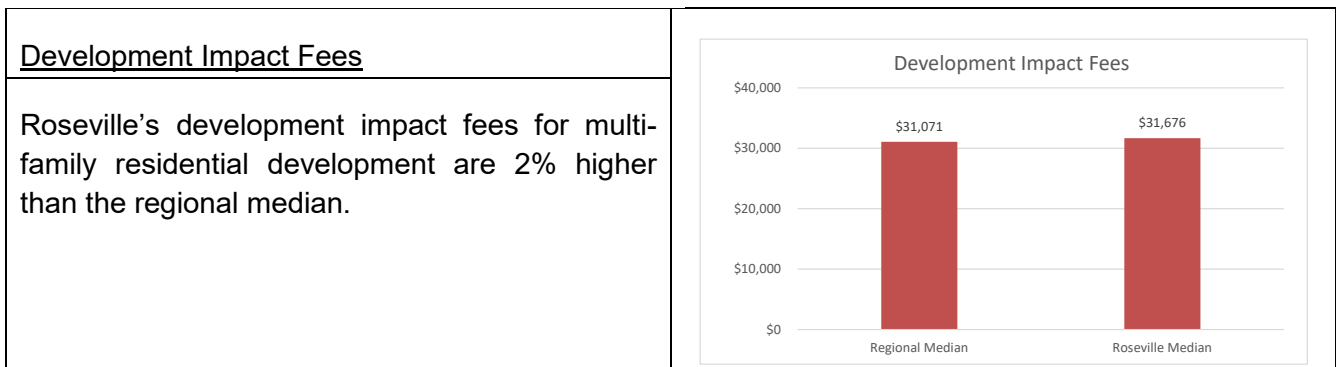 Development Impact Fees
Roseville's development impact fees for multi-
family residential development are 2% higher
than the regional median.
Development Impact Fees
$40,000
$30,000
$20,000
$10,000
$0
$31,071
$31,676
Regional Median
Roseville Median